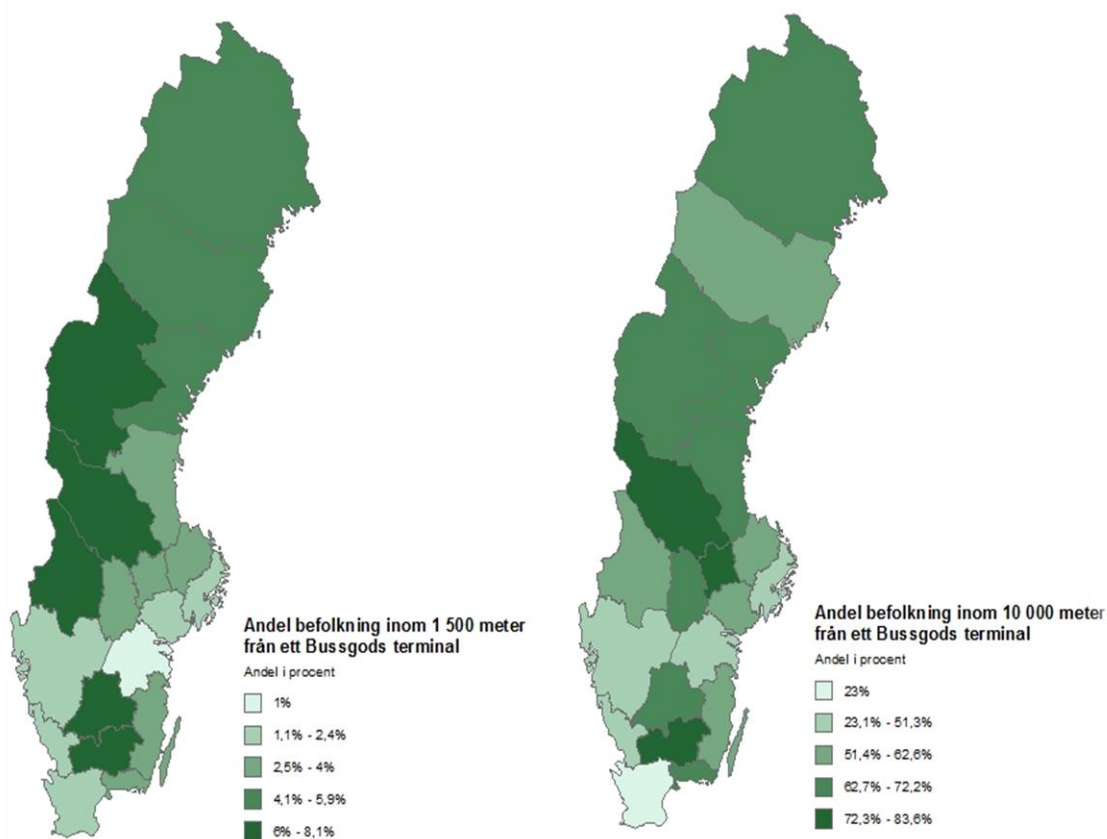 Andel befolkning inom 1 500 meter
från ett Bussgods terminal
Andel i procent
1%
1,1% - 2,4%
2,5% - 4%
4,1% - 5,9%
6% - 8,1%
Andel befolkning inom 10 000 meter
från ett Bussgods terminal
Andel i procent
23%
23,1% - 51,3%
51,4% - 62,6%
62,7% - 72,2%
72,3% - 83,6%